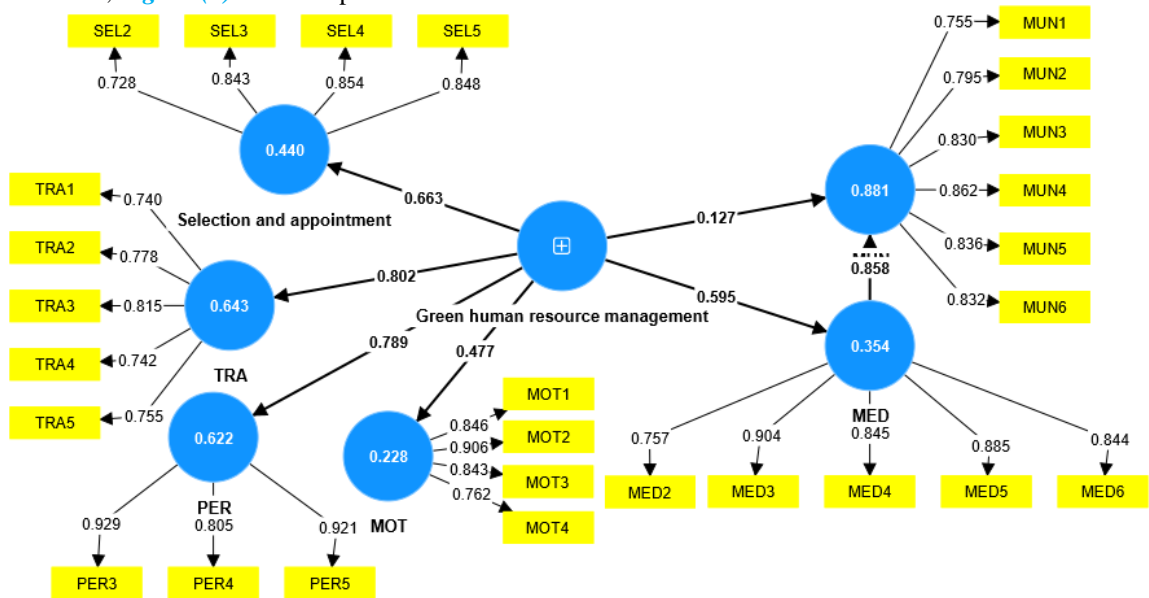 SEL2 SEL3 SEL4 SEL5
0.728 0.843 0.854 0.848
0.440
Selection and appointment
0.663
TRA1
TRA2
TRA3
TRA4
TRA5
0.740
0.778
0.815
0.742
0.755
0.643
TRA
0.802
Green human resource management
0.789
0.477
0.622
PER
0.929 0.805 0.921
PER3 PER4 PER5
0.228
MOT
0.846
0.906
0.843
0.762
MOT1
MOT2
MOT3
MOT4
0.127
0.595
0.881
0.858
0.755
0.795
0.830
0.862
0.836
0.832
MUN1
MUN2
MUN3
MUN4
MUN5
MUN6
0.354
MED
0.757 0.904 0.845 0.885 0.844
MED2 MED3 MED4 MED5 MED6